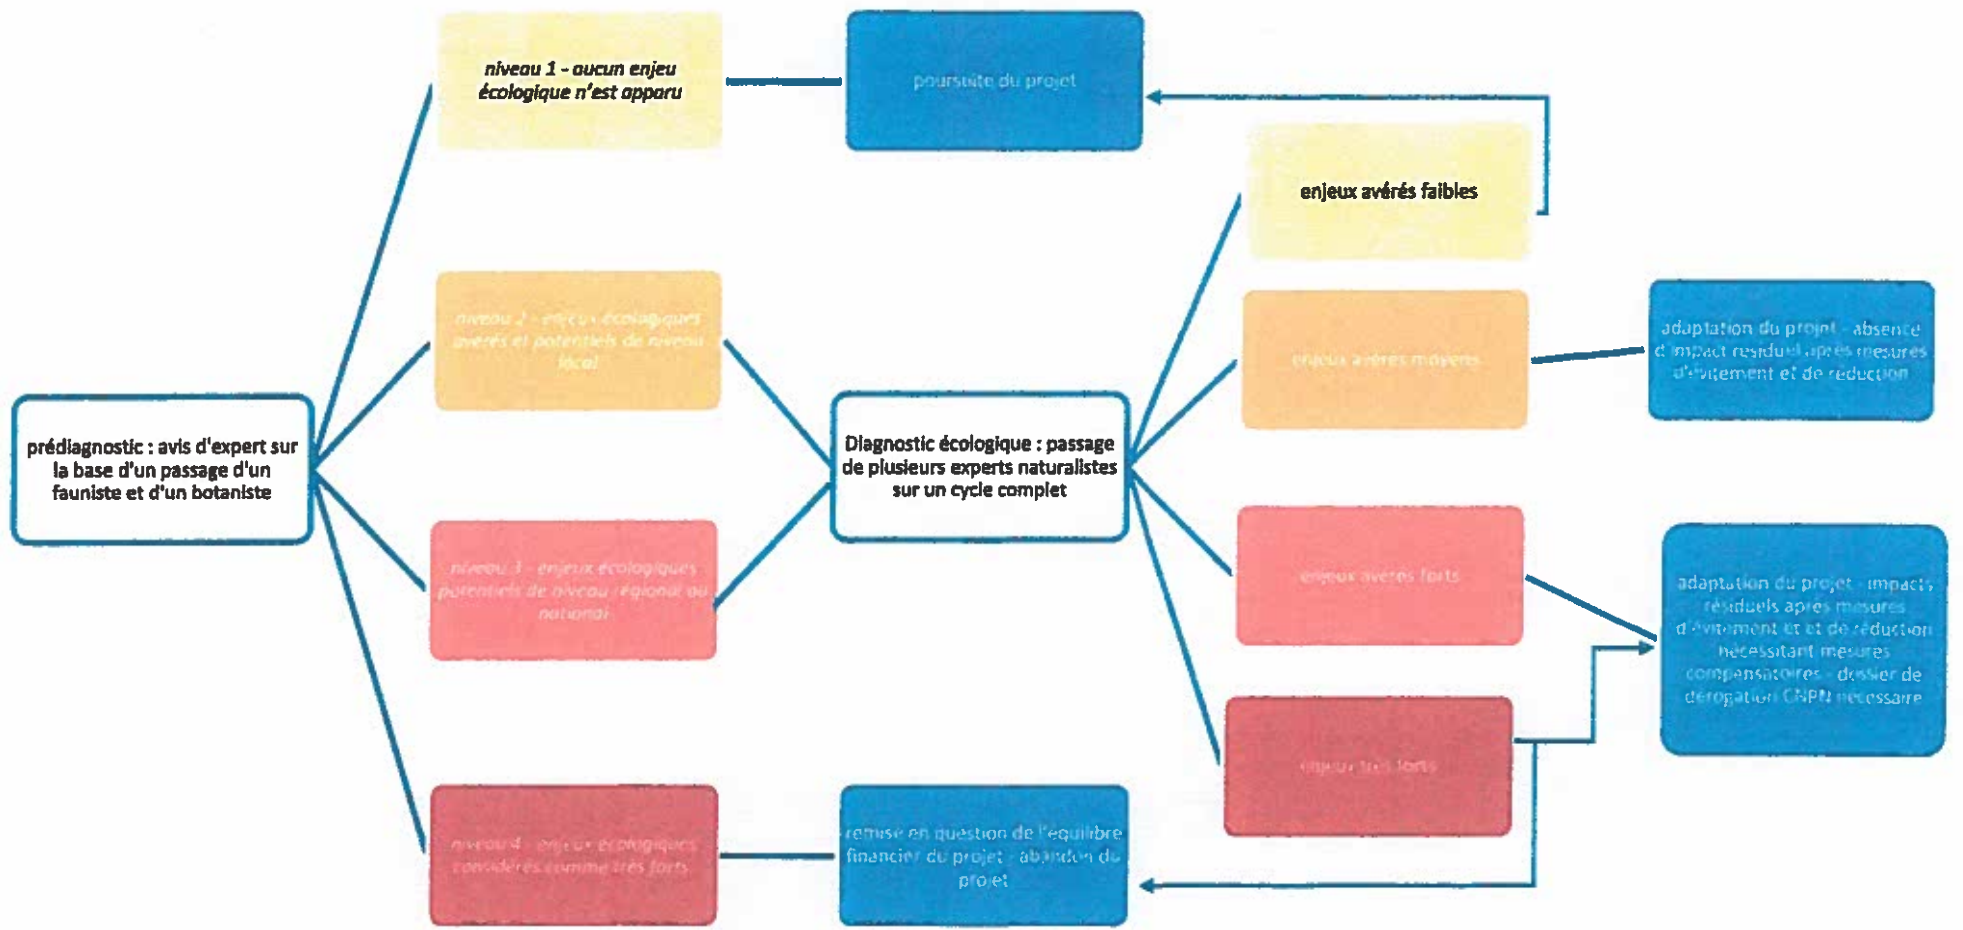 niveau 1 - aucun enjeu
écologique n'est apparu
poursuite du projet
enjeux avérés faibles
niveau 2 - enjeux écologiques
avérés et potentiels de niveau
local
enjeux avérés moyens
adaptation du projet - absence
d'impact résiduel après mesures
d'évitement et de réduction
prédiagnostic : avis d'expert sur
la base d'un passage d'un
fauniste et d'un botaniste
Diagnostic écologique : passage
de plusieurs experts naturalistes
sur un cycle complet
niveau 3 - enjeux écologiques
potentiels de niveau régional ou
national
enjeux avérés forts
adaptation du projet - impacts
résiduels après mesures
d'évitement et et de réduction
nécessitant mesures
compensatoires - dossier de
dérogation CNPN nécessaire
enjeux très forts
niveau 4 - enjeux écologiques
considérés comme très forts
remise en question de l'équilibre
financier du projet - abandon du
projet